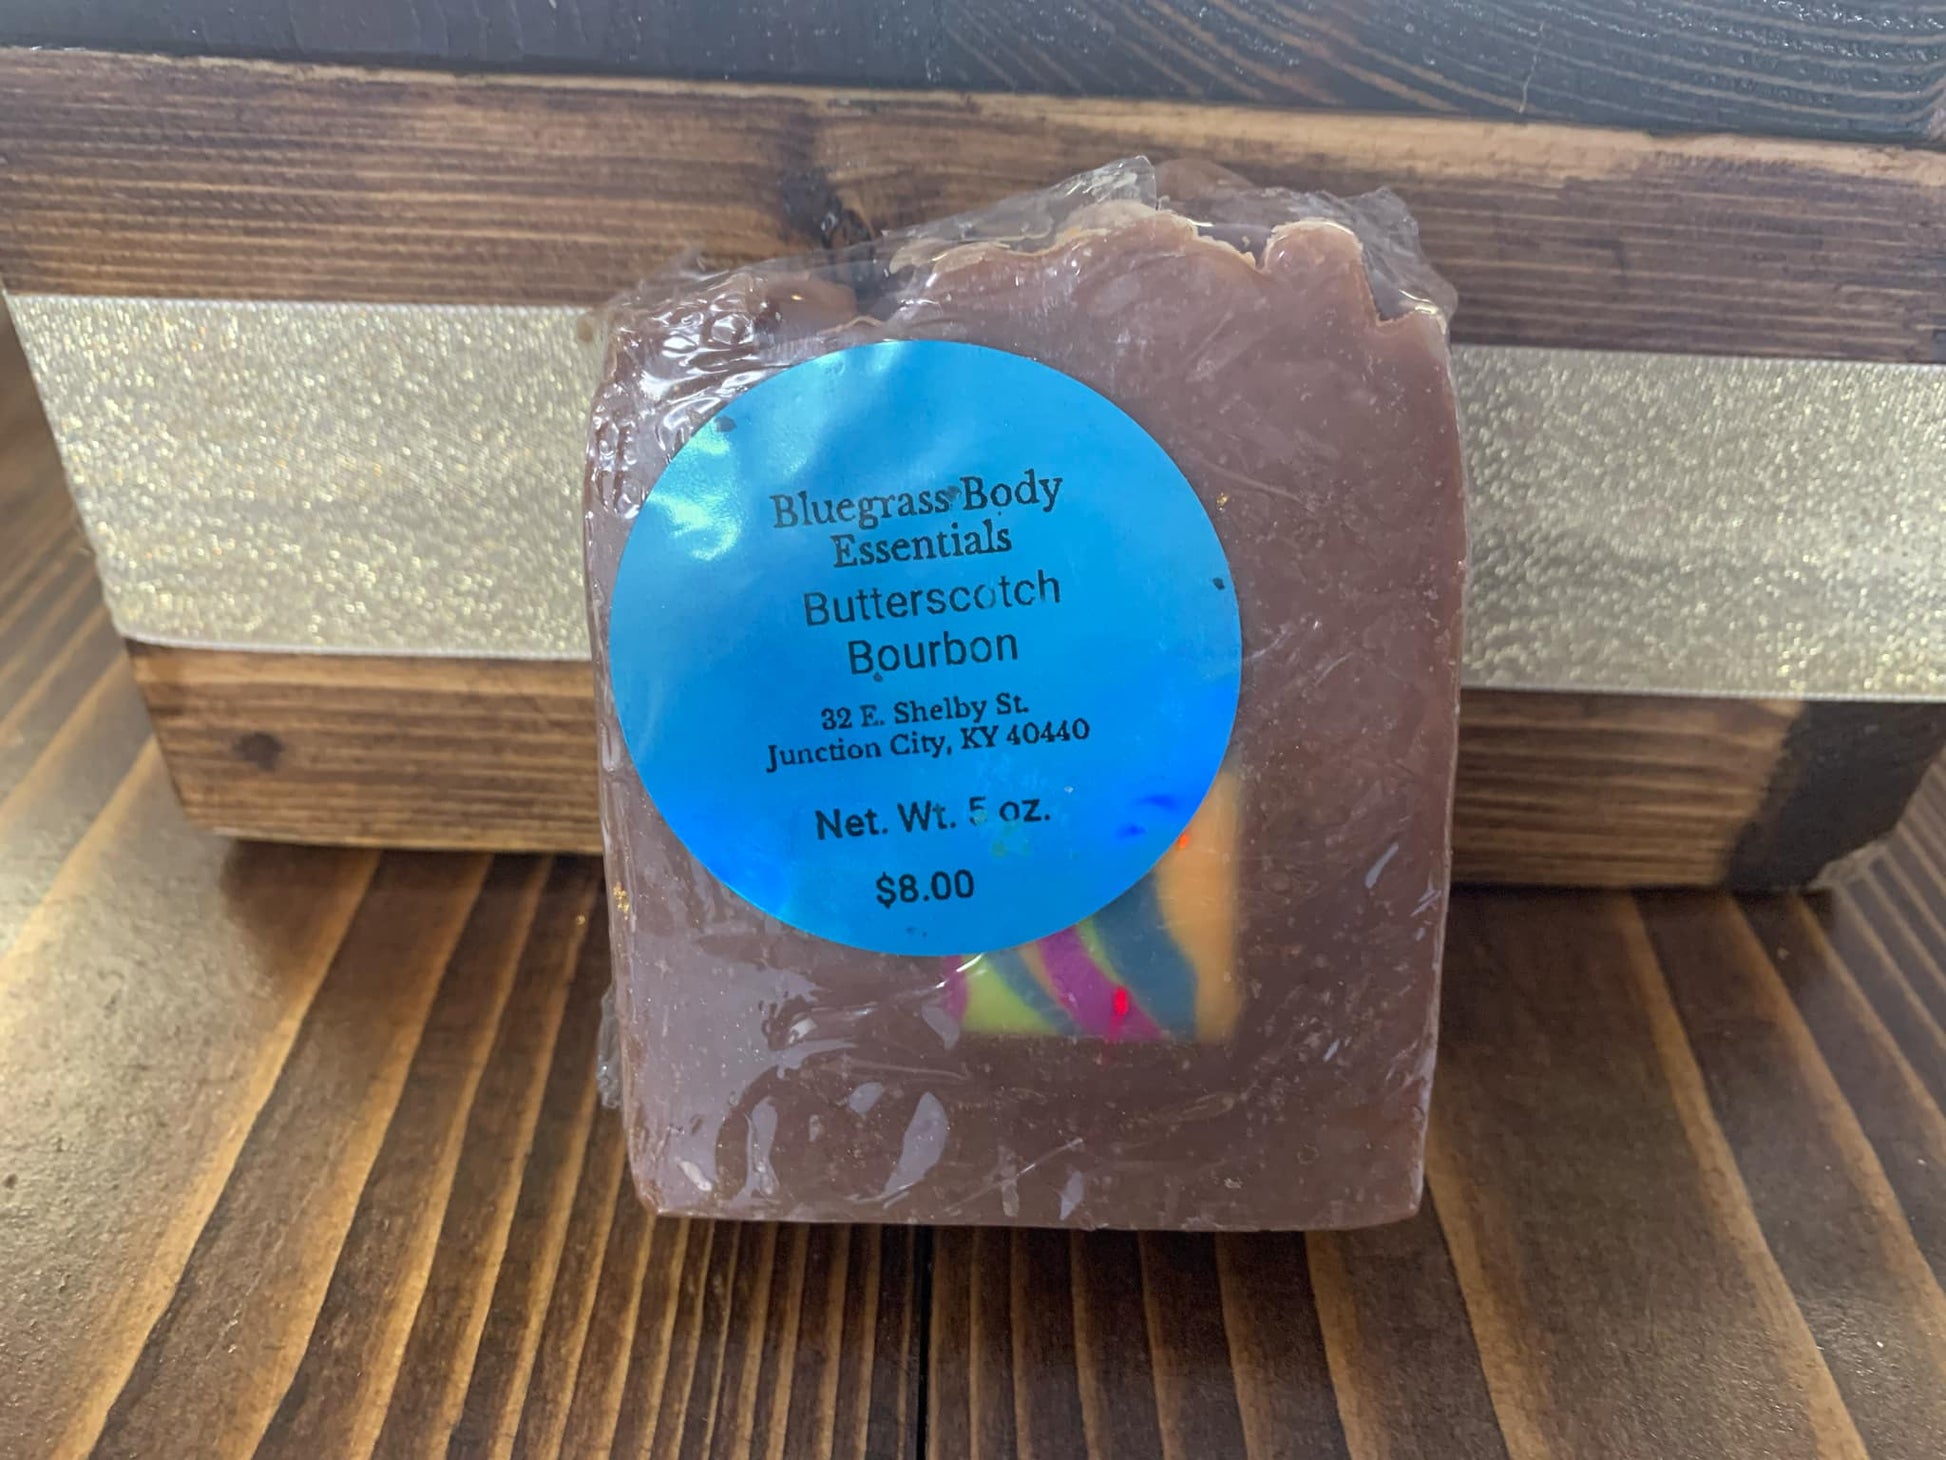 Bluegrass Body
Essentials
Butterscotch
Bourbon
32 E. Shelby St.
Junction City, KY 40440
Net. Wt. 5 oz.
$8.00